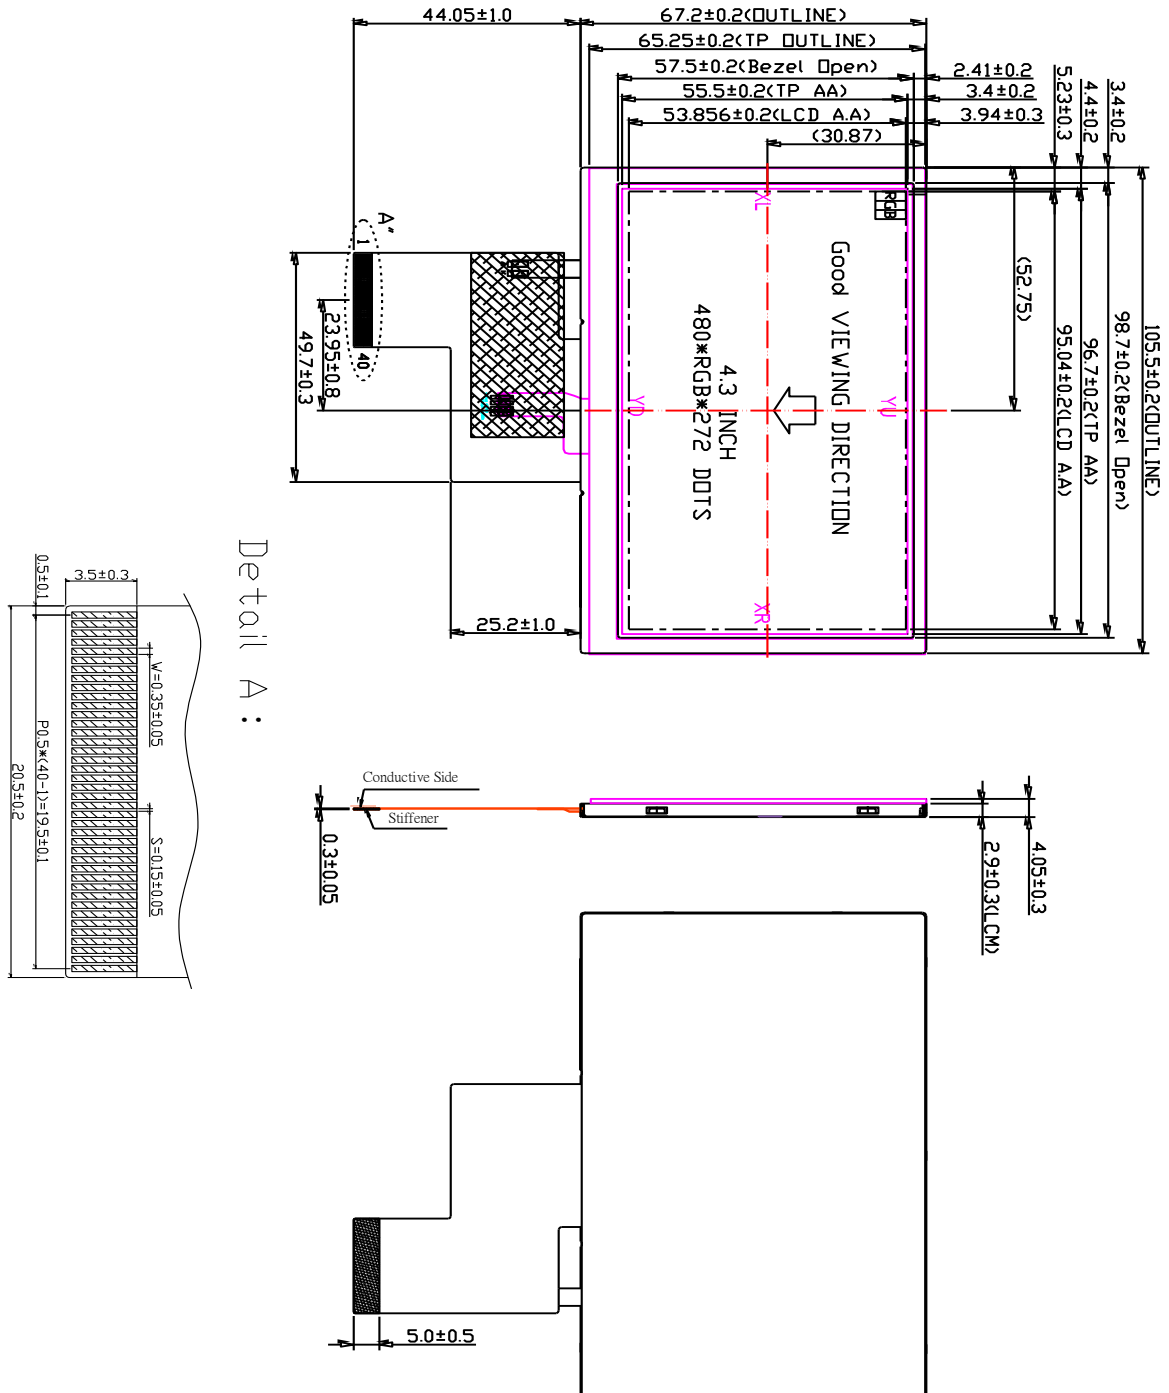 44.05±1.0
67.2±0.2(OUTLINE)
65.25±0.2(TP OUTLINE)
57.5±0.2(Bezel Open)
2.41±0.2
55.5±0.2(TP AA)
3.4±0.2
53.856±0.2(LCD A.A)
3.94±0.3
(30.87)
5.23±0.3
4.4±0.2
3.4±0.2
105.5±0.2(OUTLINE)
98.7±0.2(Bezel Open)
96.7±0.2(TP AA)
95.04±0.2(LCD A.A)
(52.75)
RGB
XL
YU
YD
XR
Good VIEWING DIRECTION
4.3 INCH
480*RGB*272 DOTS
A"
1
40
23.95±0.8
49.7±0.3
25.2±1.0
Detail A :
3.5±0.3
0.5±0.1
W=0.35±0.05
P0.5*(40-1)=19.5±0.1
S=0.15±0.05
20.5±0.2
Conductive Side
Stiffener
0.3±0.05
4.05±0.3
2.9±0.3(LCM)
5.0±0.5